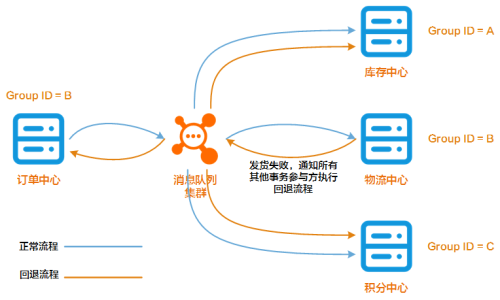 Group ID = A
库存中心
Group ID = B
订单中心
消息队列
集群
发货失败，通知所有
其他事务参与方执行
回退流程
Group ID = B
物流中心
正常流程
回退流程
Group ID = C
积分中心